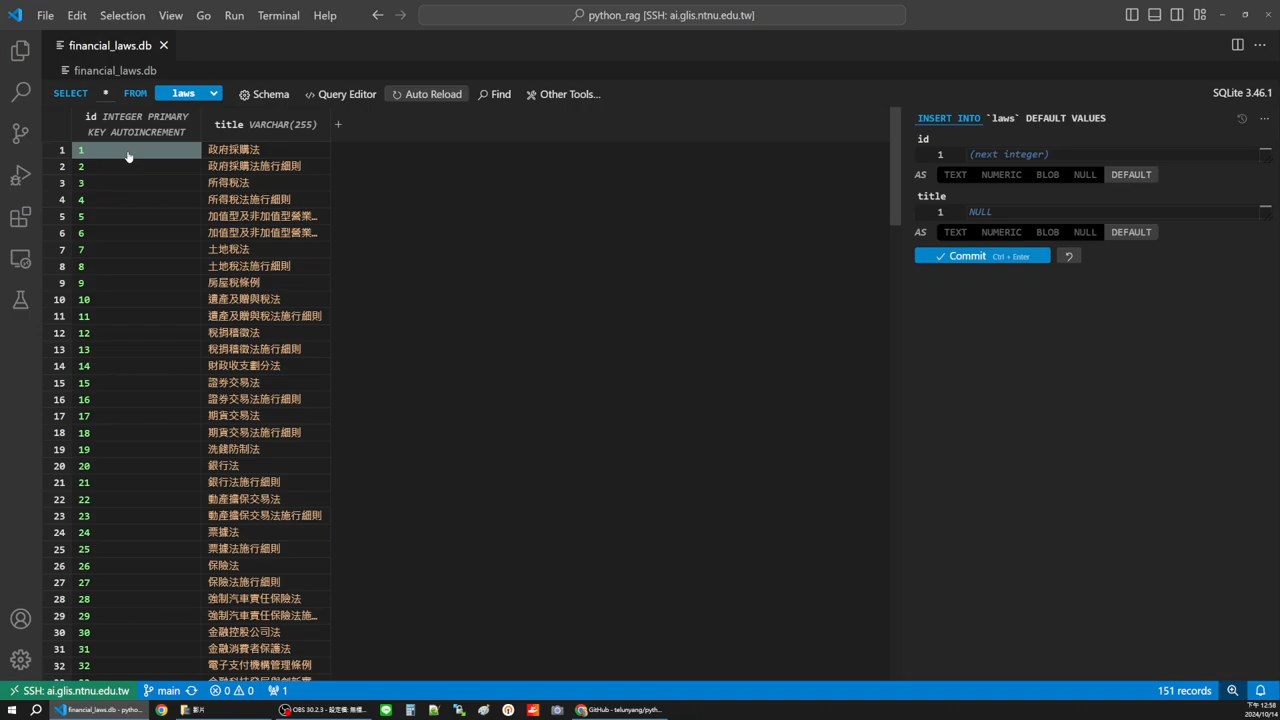 File Edit Selection View Go Run Terminal Help
python_rag [SSH: ai.glis.ntnu.edu.tw]
financial_laws.db
financial_laws.db
SELECT * FROM laws Schema Query Editor Auto Reload Find Other Tools... SQLite 3.46.1
id INTEGER PRIMARY KEY AUTOINCREMENT title VARCHAR(255) +
1 1 政府採購法
2 2 政府採購法施行細則
3 3 所得稅法
4 4 所得稅法施行細則
5 5 加值型及非加值型營業…
6 6 加值型及非加值型營業…
7 7 土地稅法
8 8 土地稅法施行細則
9 9 房屋稅條例
10 10 遺產及贈與稅法
11 11 遺產及贈與稅法施行細則
12 12 稅捐稽徵法
13 13 稅捐稽徵法施行細則
14 14 財政收支劃分法
15 15 證券交易法
16 16 證券交易法施行細則
17 17 期貨交易法
18 18 期貨交易法施行細則
19 19 洗錢防制法
20 20 銀行法
21 21 銀行法施行細則
22 22 動產擔保交易法
23 23 動產擔保交易法施行細則
24 24 票據法
25 25 票據法施行細則
26 26 保險法
27 27 保險法施行細則
28 28 強制汽車責任保險法
29 29 強制汽車責任保險法施…
30 30 金融控股公司法
31 31 金融消費者保護法
32 32 電子支付機構管理條例
INSERT INTO `laws` DEFAULT VALUES
id
1 (next integer)
AS TEXT NUMERIC BLOB NULL DEFAULT
title
1 NULL
AS TEXT NUMERIC BLOB NULL DEFAULT
Commit Ctrl + Enter
SSH: ai.glis.ntnu.edu.tw main 0 0 1 151 records
financial_laws.db - pytho... 影片 OBS 30.2.3 - 設定檔: 無標... GitHub - telunyang/pyth...
下午 12:58
2024/10/14